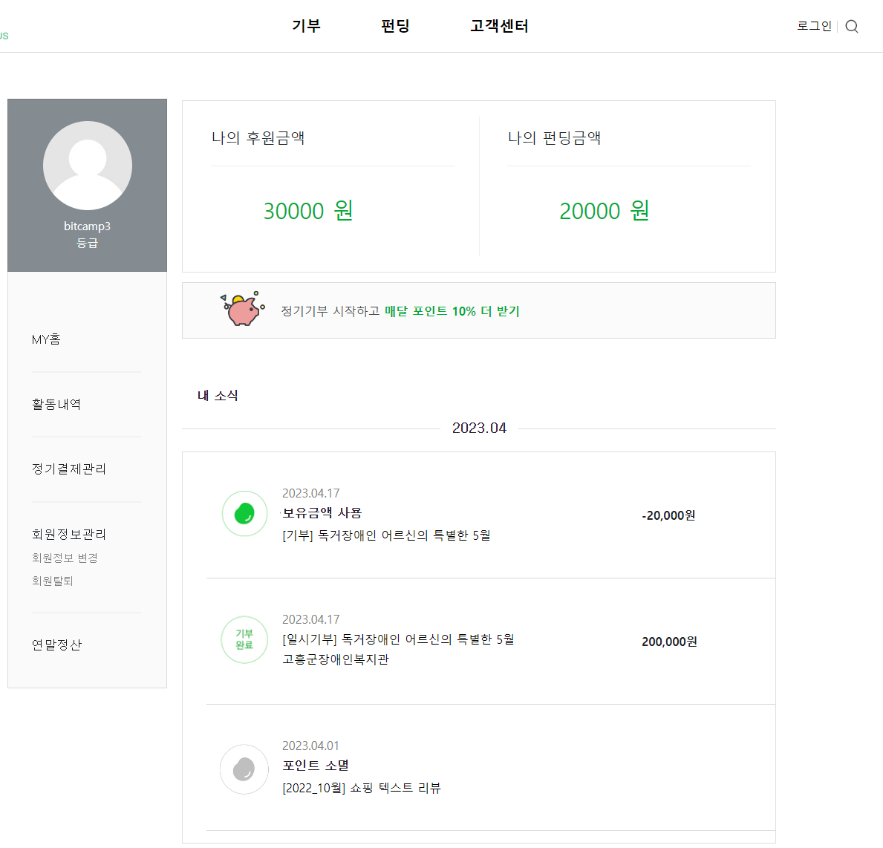 us
기부 펀딩 고객센터 로그인
bitcamp3
등급
MY홈
활동내역
정기결제관리
회원정보관리
회원정보 변경
회원탈퇴
연말정산
나의 후원금액 나의 펀딩금액
30000 원 20000 원
정기기부 시작하고 매달 포인트 10% 더 받기
내 소식
2023.04
2023.04.17
보유금액 사용
-20,000원
[기부] 독거장애인 어르신의 특별한 5월
기부
완료
2023.04.17
[일시기부] 독거장애인 어르신의 특별한 5월
200,000원
고흥군장애인복지관
2023.04.01
포인트 소멸
[2022_10월] 쇼핑 텍스트 리뷰